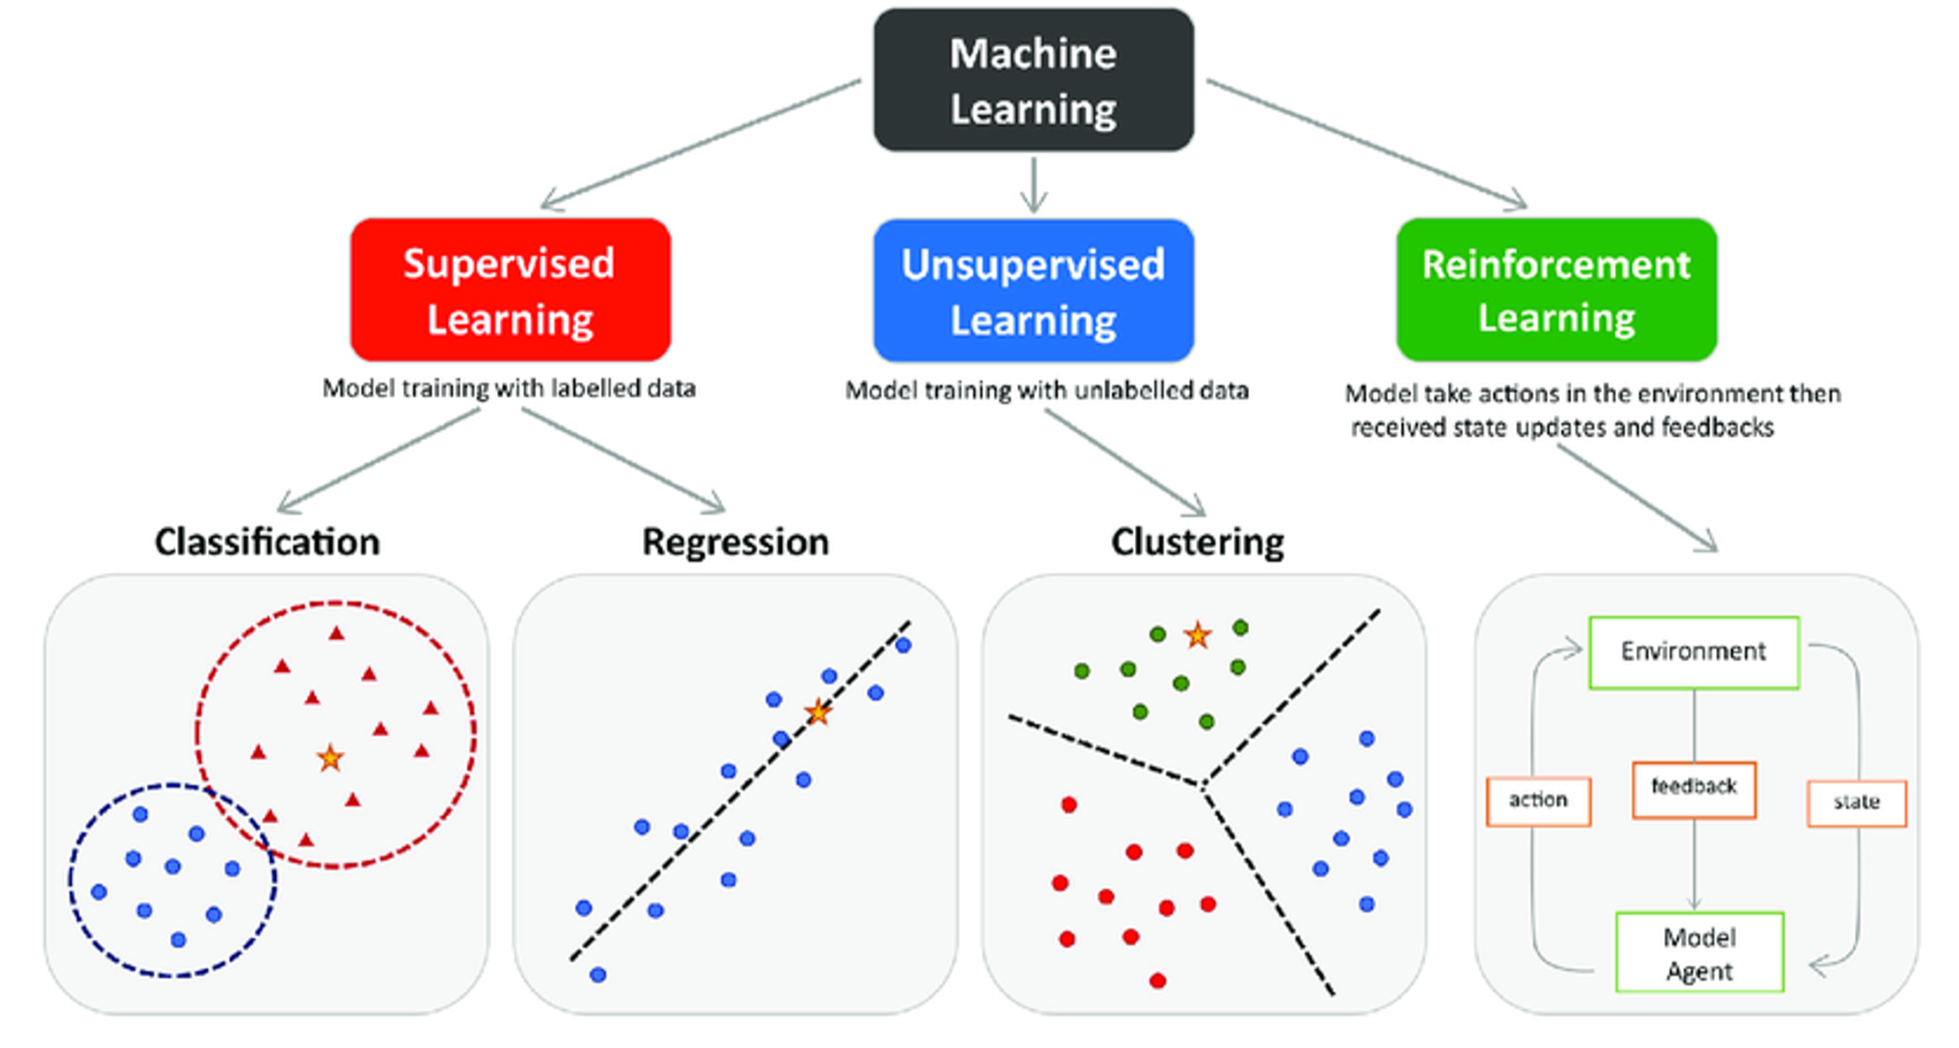 Machine
Learning
Supervised
Learning
Unsupervised
Learning
Reinforcement
Learning
Model training with labelled data
Model training with unlabelled data
Model take actions in the environment then
received state updates and feedbacks
Classification
Regression
Clustering
Environment
action
feedback
state
Model
Agent